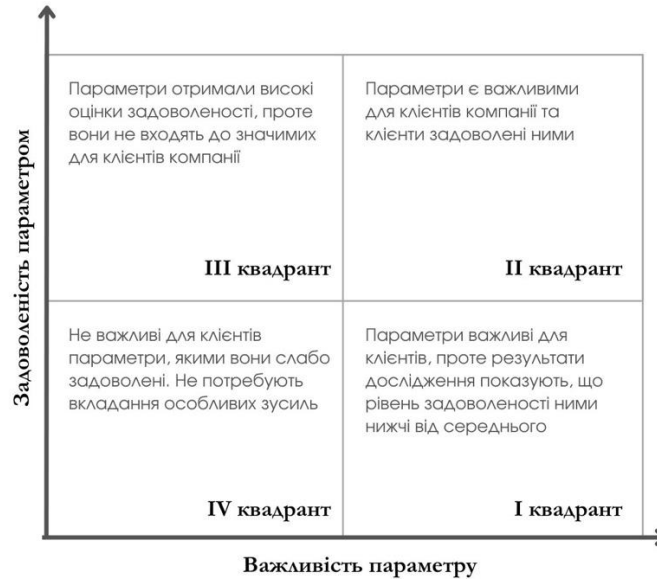 Задоволеність параметром
Параметри отримали високі
оцінки задоволеності, проте
вони не входять до значимих
для клієнтів компанії
III квадрант
Параметри є важливими
для клієнтів компанії та
клієнти задоволені ними
II квадрант
Не важливі для клієнтів
параметри, якими вони слабо
задоволені. Не потребують
вкладання особливих зусиль
IV квадрант
Параметри важливі для
клієнтів, проте результати
дослідження показують, що
рівень задоволеності ними
нижчі від середнього
I квадрант
Важливість параметру